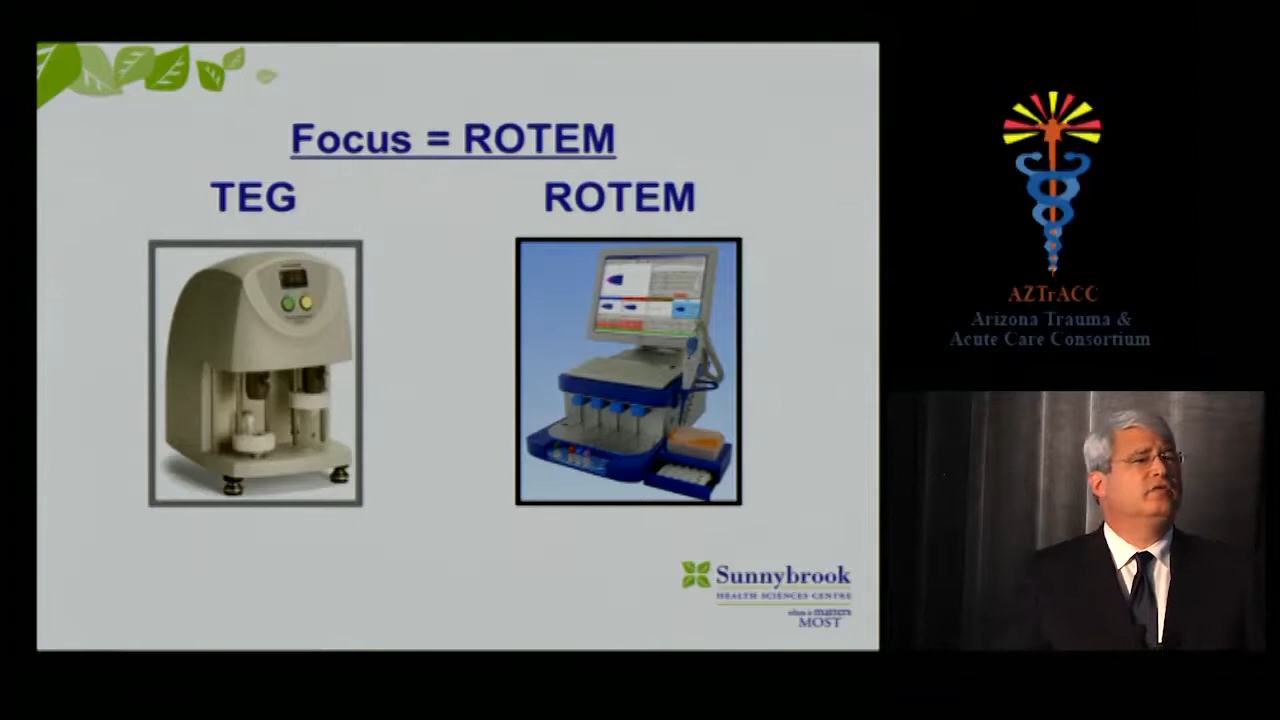 Focus = ROTEM
TEG
ROTEM
Sunnybrook
HEALTH SCIENCES CENTRE
when it matters
MOST
AZTrACC
Arizona Trauma &
Acute Care Consortium